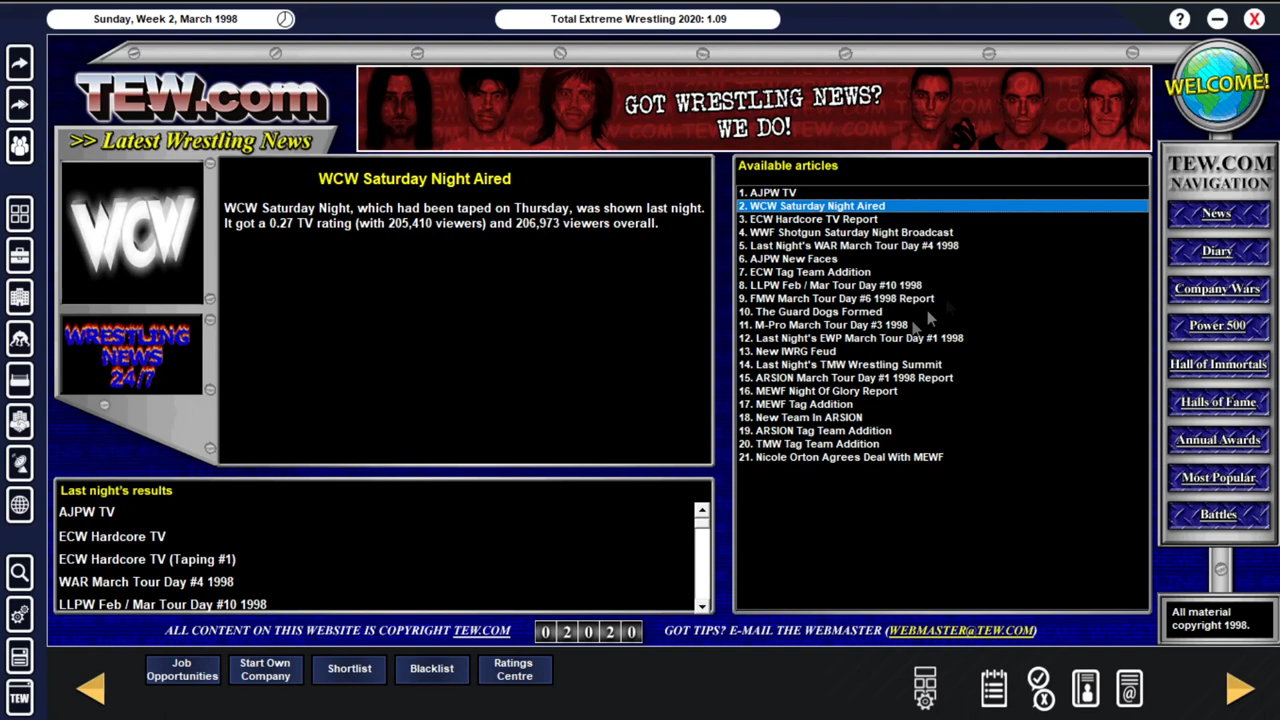 Sunday, Week 2, March 1998
Total Extreme Wrestling 2020: 1.09
?
X
TEW.com
>> Latest Wrestling News
GOT WRESTLING NEWS?
WE DO!
WELCOME!
WCW
WRESTLING
NEWS
24/7
WCW Saturday Night Aired
WCW Saturday Night, which had been taped on Thursday, was shown last night.
It got a 0.27 TV rating (with 205,410 viewers) and 206,973 viewers overall.
Available articles
1. AJPW TV
2. WCW Saturday Night Aired
3. ECW Hardcore TV Report
4. WWF Shotgun Saturday Night Broadcast
5. Last Night's WAR March Tour Day #4 1998
6. AJPW New Faces
7. ECW Tag Team Addition
8. LLPW Feb / Mar Tour Day #10 1998
9. FMW March Tour Day #6 1998 Report
10. The Guard Dogs Formed
11. M-Pro March Tour Day #3 1998
12. Last Night's EWP March Tour Day #1 1998
13. New IWRG Feud
14. Last Night's TMW Wrestling Summit
15. ARSION March Tour Day #1 1998 Report
16. MEWF Night Of Glory Report
17. MEWF Tag Addition
18. New Team In ARSION
19. ARSION Tag Team Addition
20. TMW Tag Team Addition
21. Nicole Orton Agrees Deal With MEWF
TEW.COM
NAVIGATION
News
Diary
Company Wars
Power 500
Hall of Immortals
Halls of Fame
Annual Awards
Most Popular
Battles
Last night's results
AJPW TV
ECW Hardcore TV
ECW Hardcore TV (Taping #1)
WAR March Tour Day #4 1998
LLPW Feb / Mar Tour Day #10 1998
All material
copyright 1998.
ALL CONTENT ON THIS WEBSITE IS COPYRIGHT TEW.COM
02020
GOT TIPS? E-MAIL THE WEBMASTER (WEBMASTER@TEW.COM)
Job
Opportunities
Start Own
Company
Shortlist
Blacklist
Ratings
Centre
TEW